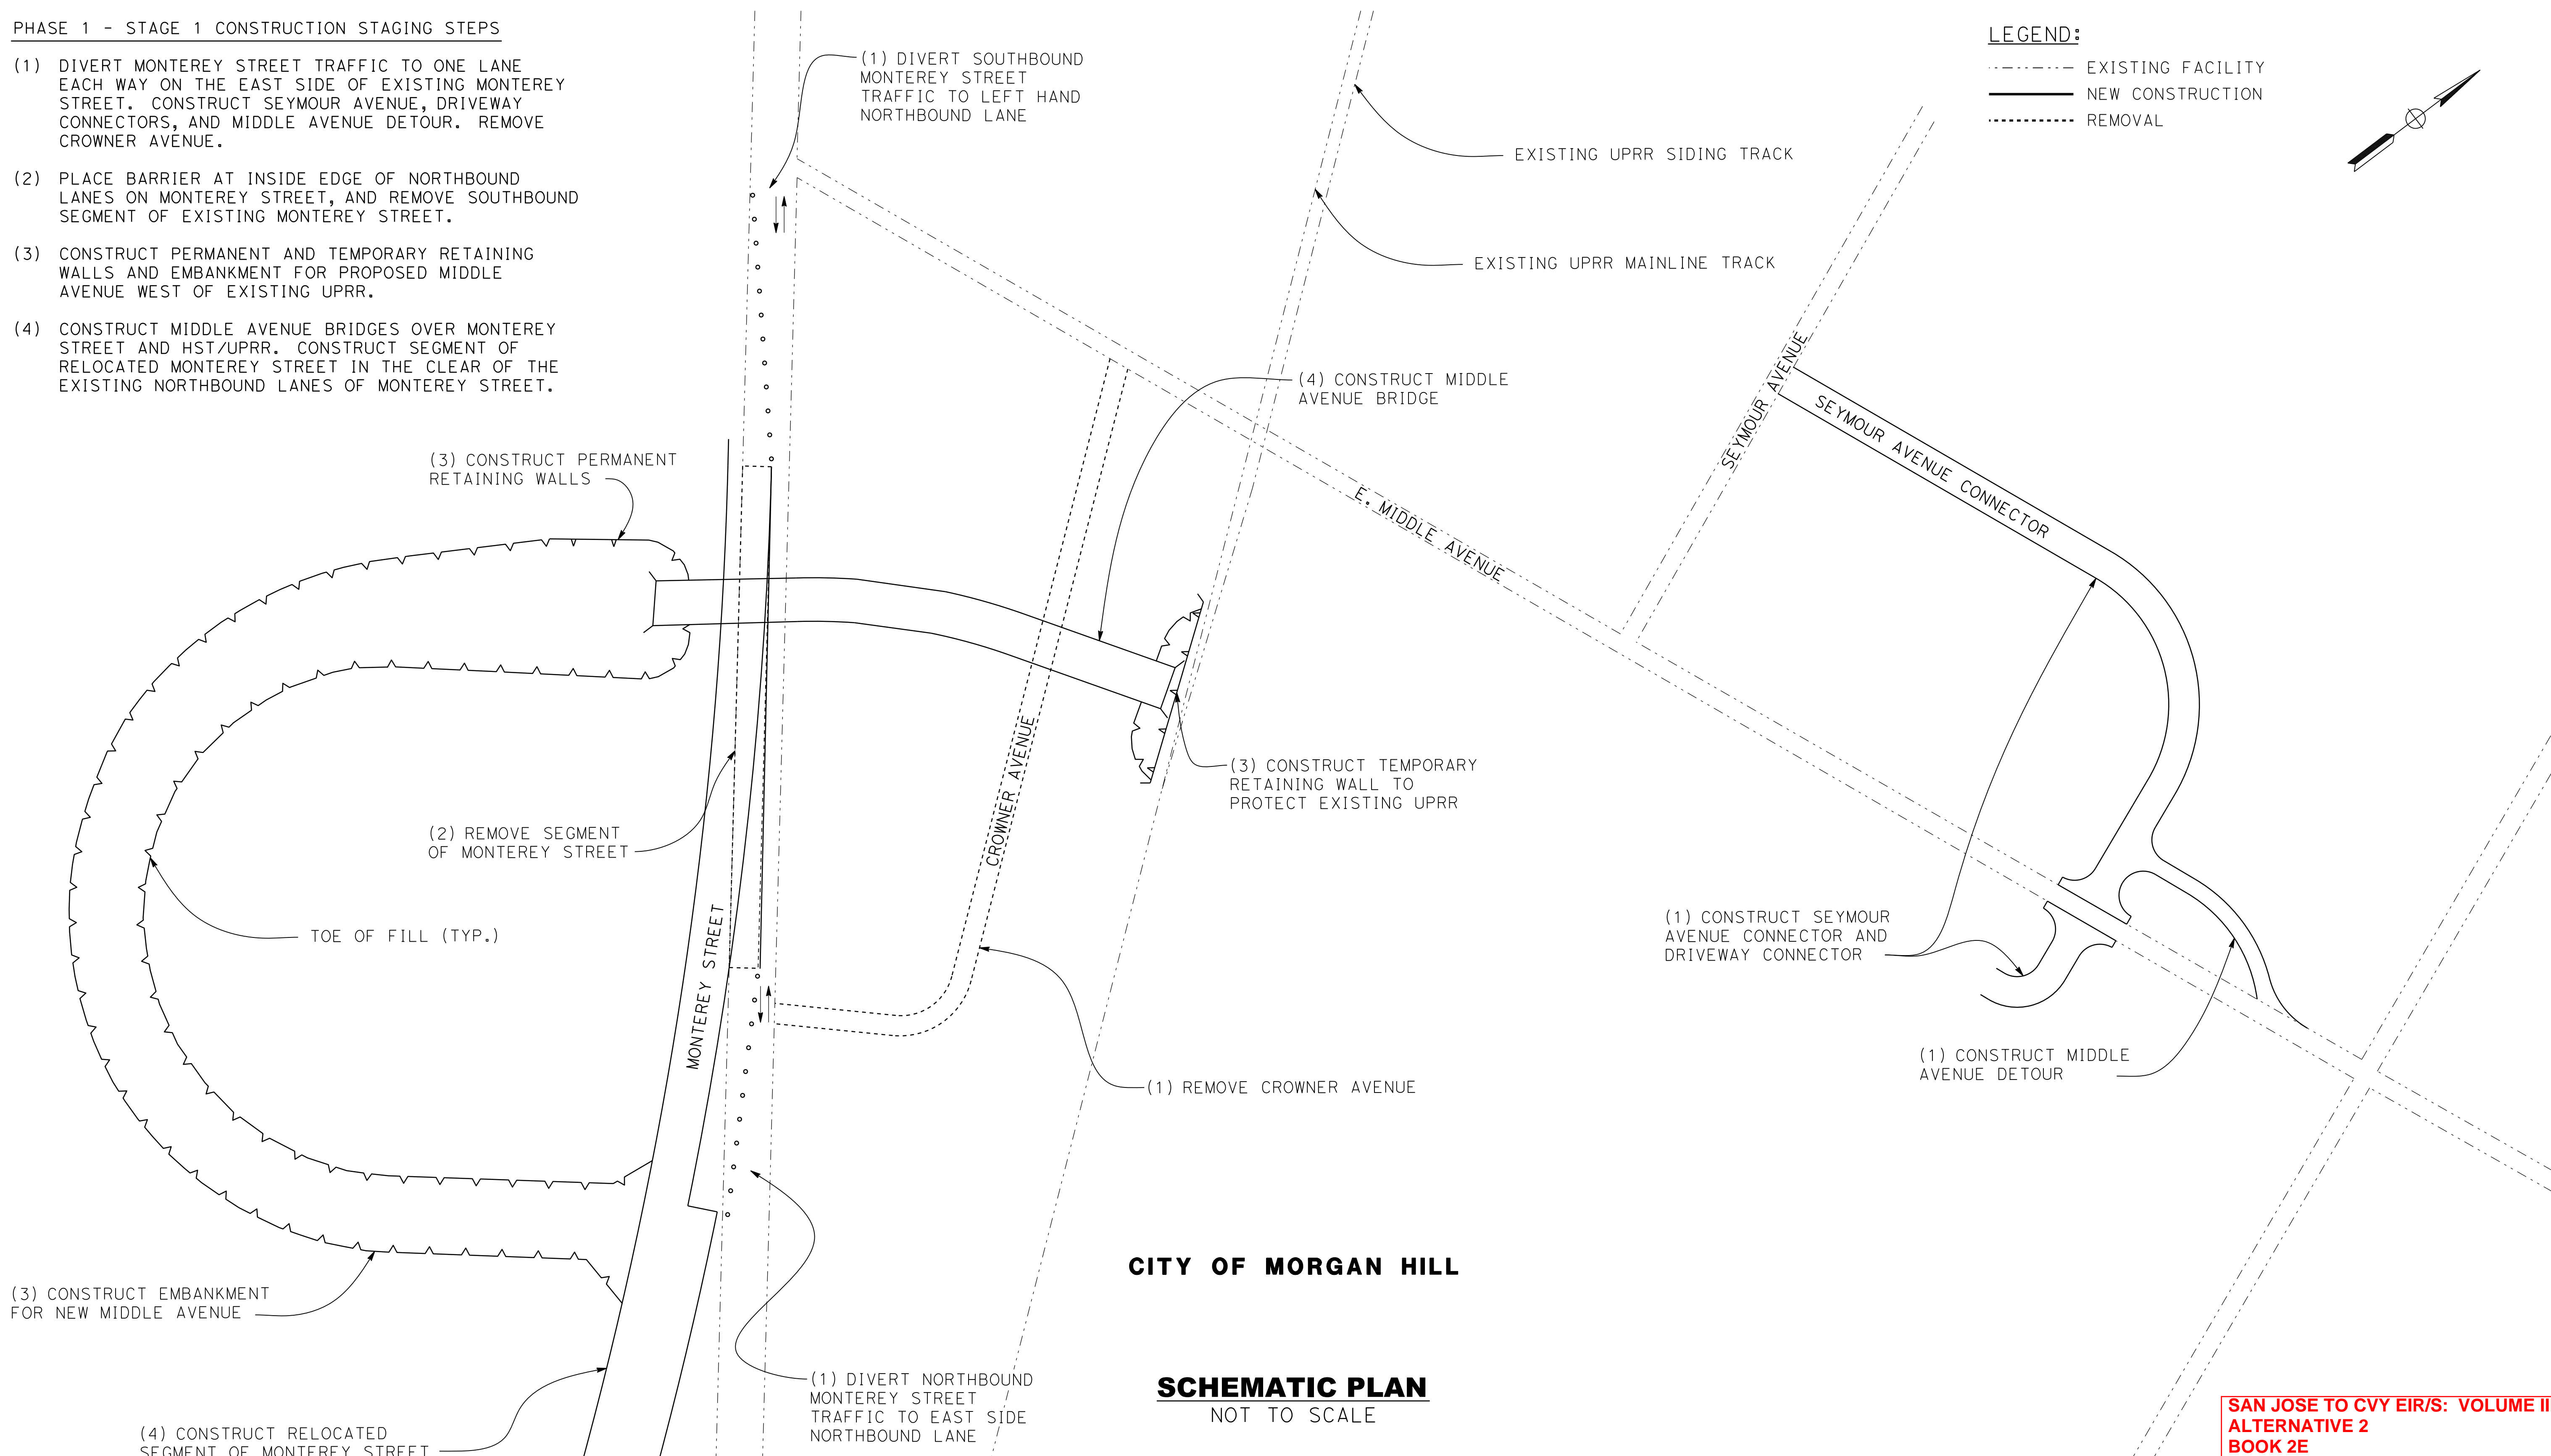 PHASE 1 - STAGE 1 CONSTRUCTION STAGING STEPS
(1) DIVERT MONTEREY STREET TRAFFIC TO ONE LANE
EACH WAY ON THE EAST SIDE OF EXISTING MONTEREY
STREET. CONSTRUCT SEYMOUR AVENUE, DRIVEWAY
CONNECTORS, AND MIDDLE AVENUE DETOUR. REMOVE
CROWNER AVENUE.
(2) PLACE BARRIER AT INSIDE EDGE OF NORTHBOUND
LANES ON MONTEREY STREET, AND REMOVE SOUTHBOUND
SEGMENT OF EXISTING MONTEREY STREET.
(3) CONSTRUCT PERMANENT AND TEMPORARY RETAINING
WALLS AND EMBANKMENT FOR PROPOSED MIDDLE
AVENUE WEST OF EXISTING UPRR.
(4) CONSTRUCT MIDDLE AVENUE BRIDGES OVER MONTEREY
STREET AND HST/UPRR. CONSTRUCT SEGMENT OF
RELOCATED MONTEREY STREET IN THE CLEAR OF THE
EXISTING NORTHBOUND LANES OF MONTEREY STREET.
(1) DIVERT SOUTHBOUND
MONTEREY STREET
TRAFFIC TO LEFT HAND
NORTHBOUND LANE
LEGEND:
EXISTING FACILITY
NEW CONSTRUCTION
REMOVAL
EXISTING UPRR SIDING TRACK
EXISTING UPRR MAINLINE TRACK
(4) CONSTRUCT MIDDLE
AVENUE BRIDGE
SEYMOUR AVENUE
SEYMOUR AVENUE CONNECTOR
E. MIDDLE AVENUE
(3) CONSTRUCT PERMANENT
RETAINING WALLS
(3) CONSTRUCT TEMPORARY
RETAINING WALL TO
PROTECT EXISTING UPRR
CROWNER AVENUE
(2) REMOVE SEGMENT
OF MONTEREY STREET
TOE OF FILL (TYP.)
MONTEREY STREET
(1) CONSTRUCT SEYMOUR
AVENUE CONNECTOR AND
DRIVEWAY CONNECTOR
(1) CONSTRUCT MIDDLE
AVENUE DETOUR
(1) REMOVE CROWNER AVENUE
CITY OF MORGAN HILL
(3) CONSTRUCT EMBANKMENT
FOR NEW MIDDLE AVENUE
(1) DIVERT NORTHBOUND
MONTEREY STREET
TRAFFIC TO EAST SIDE
NORTHBOUND LANE
SCHEMATIC PLAN
NOT TO SCALE
(4) CONSTRUCT RELOCATED
SEGMENT OF MONTEREY STREET
SAN JOSE TO CVY EIR/S: VOLUME II
ALTERNATIVE 2
BOOK 2E